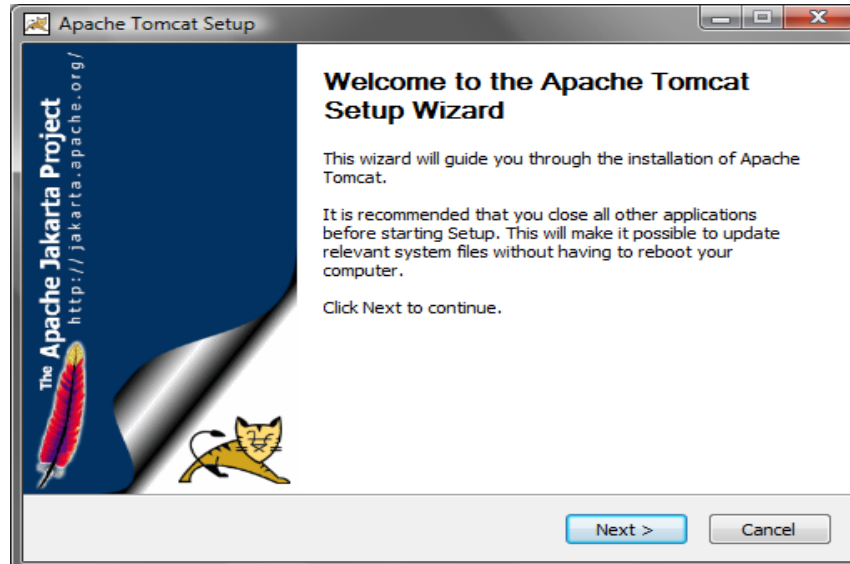 Apache Tomcat Setup
The Apache Jakarta Project
http://jakarta.apache.org/
Welcome to the Apache Tomcat
Setup Wizard
This wizard will guide you through the installation of Apache
Tomcat.
It is recommended that you close all other applications
before starting Setup. This will make it possible to update
relevant system files without having to reboot your
computer.
Click Next to continue.
Next >
Cancel